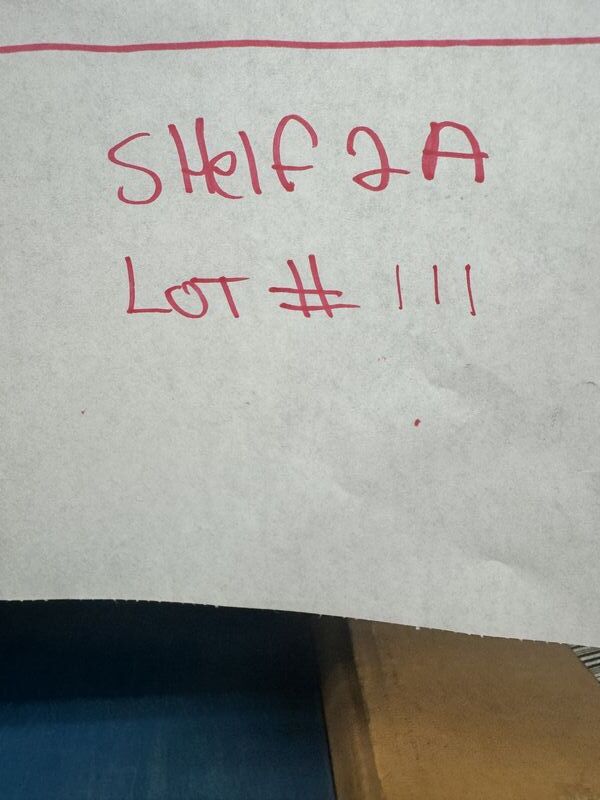 SHelf 2A
LOT # 111